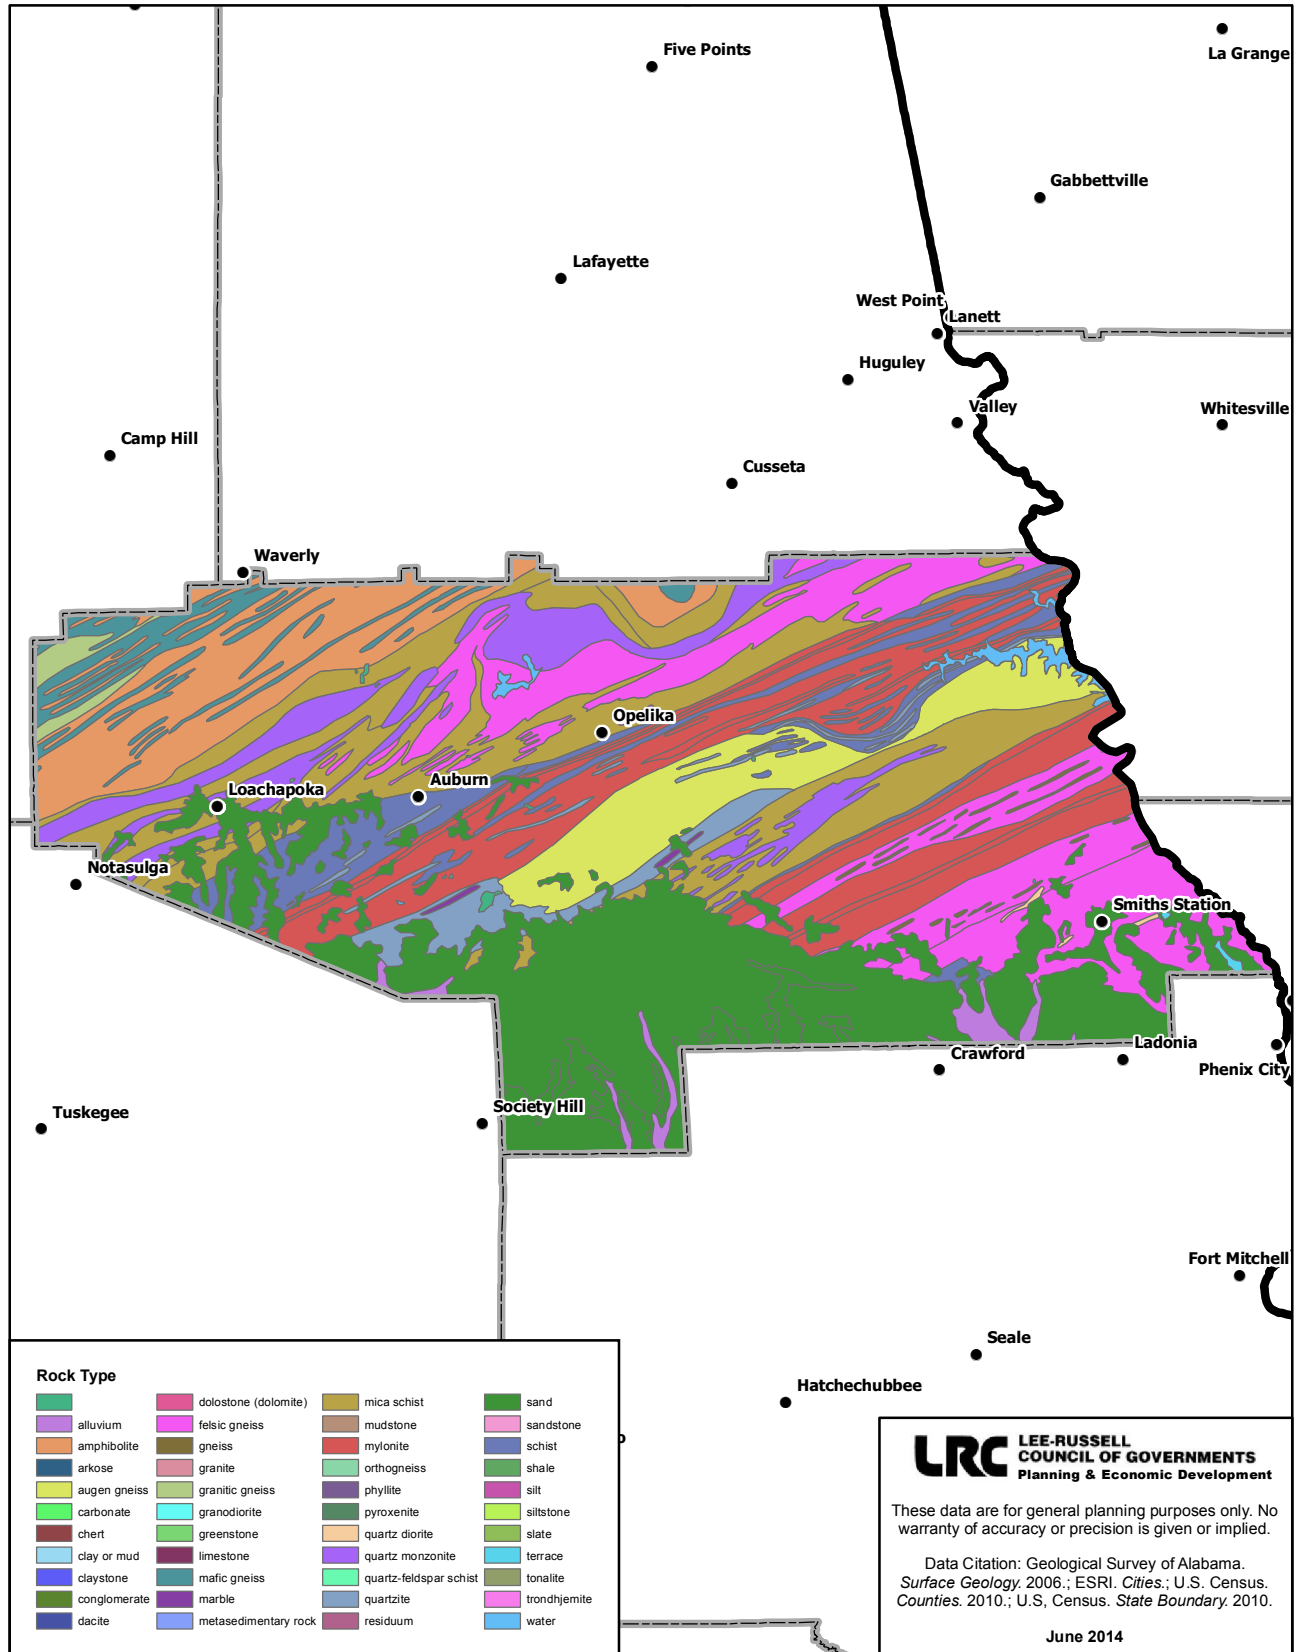 Five Points
La Grange
Gabbettville
Lafayette
West Point
Lanett
Huguley
Valley
Whitesville
Camp Hill
Cusseta
Waverly
Opelika
Auburn
Loachapoka
Notasulga
Smiths Station
Crawford
Ladonia
Phenix City
Society Hill
Tuskegee
Fort Mitchell
Seale
Hatchechubbee
Rock Type
alluvium
amphibolite
arkose
augen gneiss
carbonate
chert
clay or mud
claystone
conglomerate
dacite
dolostone (dolomite)
felsic gneiss
gneiss
granite
granitic gneiss
granodiorite
greenstone
limestone
mafic gneiss
marble
metasedimentary rock
mica schist
mudstone
mylonite
orthogneiss
phyllite
pyroxenite
quartz diorite
quartz monzonite
quartz-feldspar schist
quartzite
residuum
sand
sandstone
schist
shale
silt
siltstone
slate
terrace
tonalite
trondhjemite
water
LRC
LEE-RUSSELL
COUNCIL OF GOVERNMENTS
Planning & Economic Development
These data are for general planning purposes only. No
warranty of accuracy or precision is given or implied.
Data Citation: Geological Survey of Alabama.
Surface Geology. 2006.; ESRI. Cities.; U.S. Census.
Counties. 2010.; U.S, Census. State Boundary. 2010.
June 2014